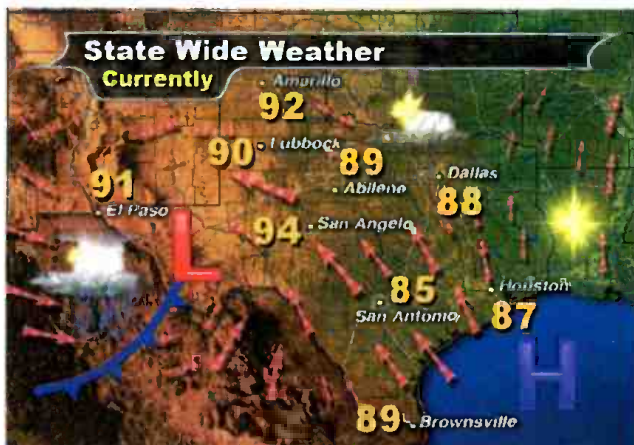 State Wide Weather
Currently
Amarillo
92
90
Lubbock
89
Abilene
Dallas
88
91
El Paso
94
San Angelo
L
85
San Antonio
Houston
87
H
89
Brownsville